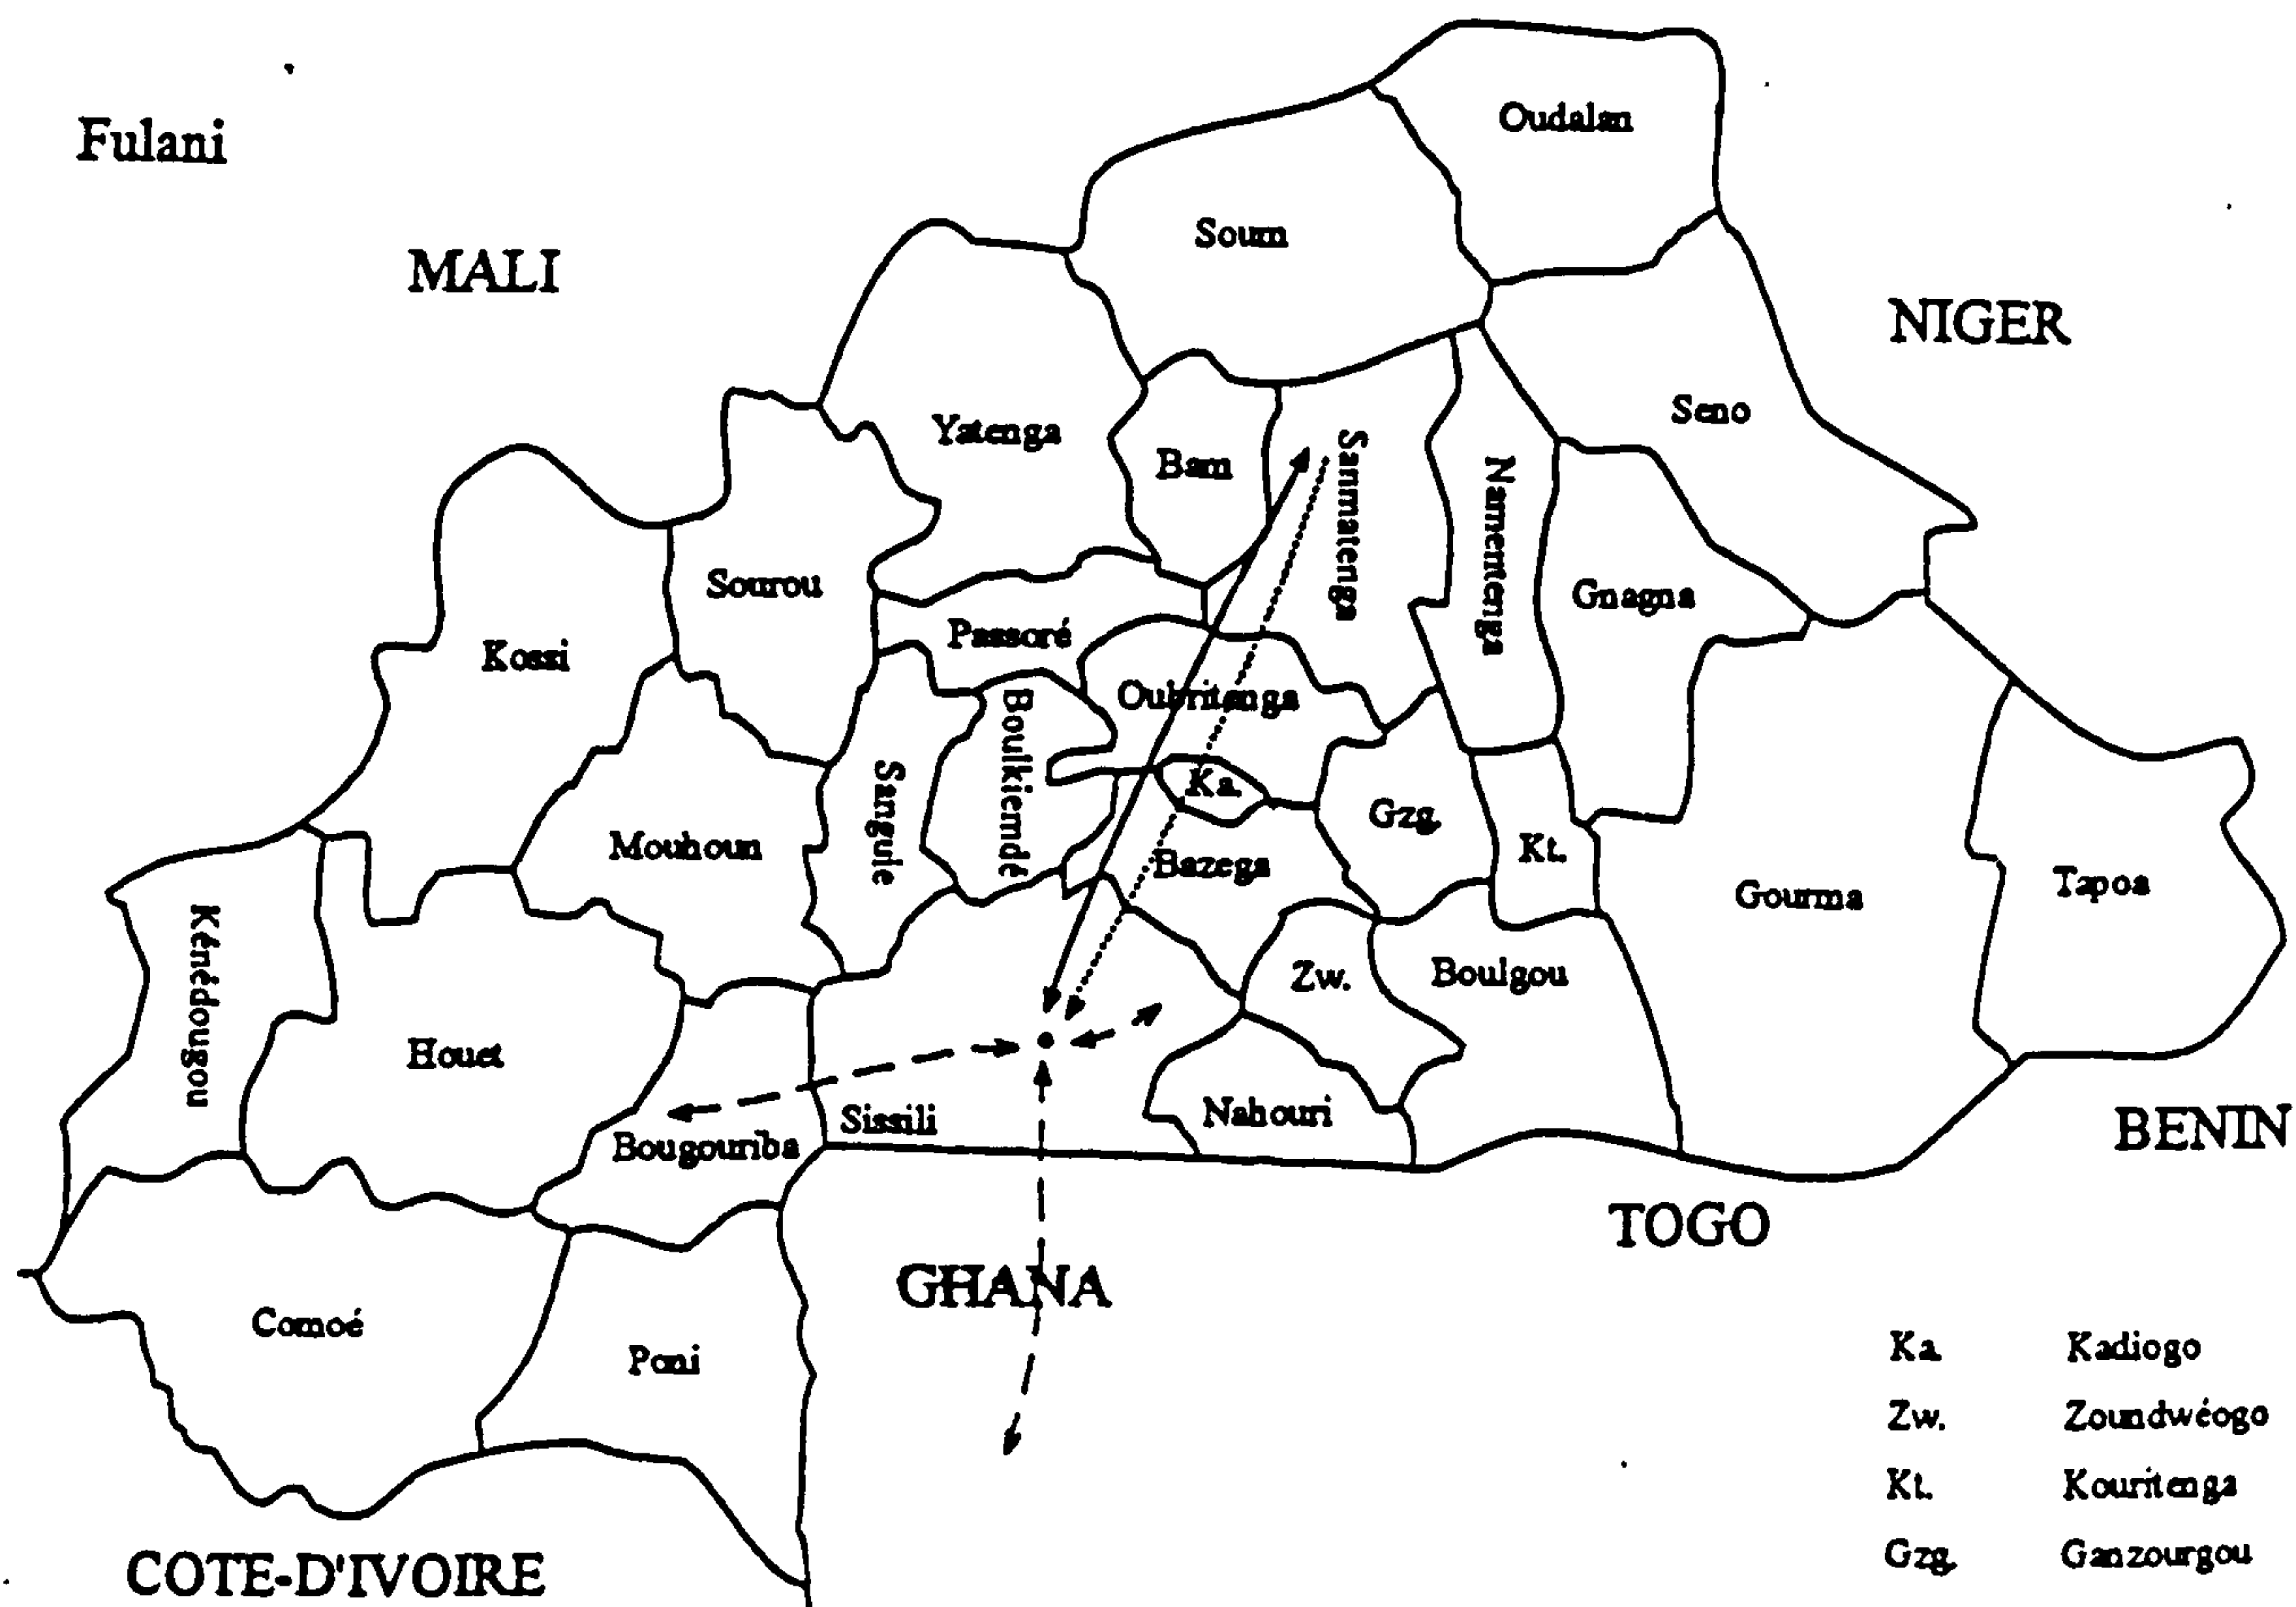 Fulani
MALI
NIGER
Oudalan
Soum
Seno
Yatenga
Bam
Sanmatenga
Namentenga
Gnagna
Sourou
Kossi
Passoré
Oubritenga
Boulkiemdé
Sanguie
Mouhoun
Ka.
Gzg.
Kt.
Bazega
Gourma
Tapoa
Kénédougou
Houet
Zw.
Boulgou
Nahouri
Sissili
Bougouriba
BENIN
TOGO
GHANA
Comoé
Poni
COTE-D'IVOIRE
Ka. Kadiogo
Zw. Zoundwéogo
Kt. Kouritenga
Gzg. Ganzourgou